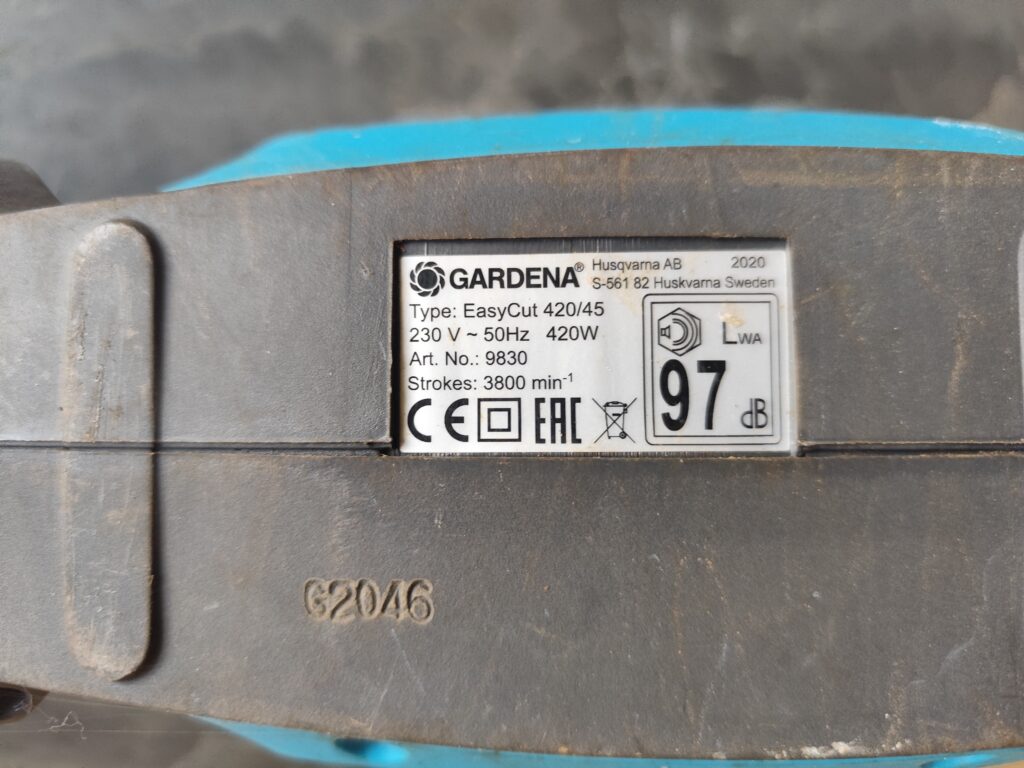 GARDENA® Husqvarna AB 2020
S-561 82 Huskvarna Sweden
Type: EasyCut 420/45
230 V ~ 50Hz 420W
Art. No.: 9830
Strokes: 3800 min-1
CE EAC
LWA
97 dB
G2046